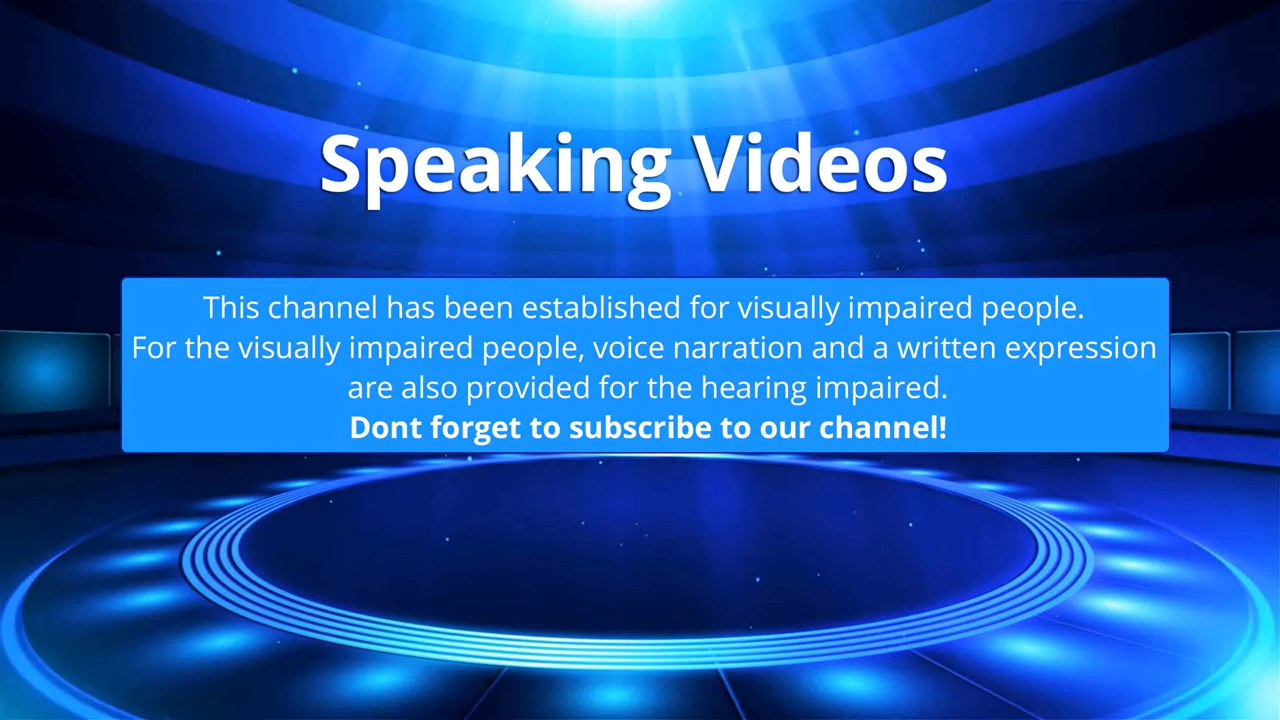 Speaking Videos
This channel has been established for visually impaired people.
For the visually impaired people, voice narration and a written expression
are also provided for the hearing impaired.
Dont forget to subscribe to our channel!